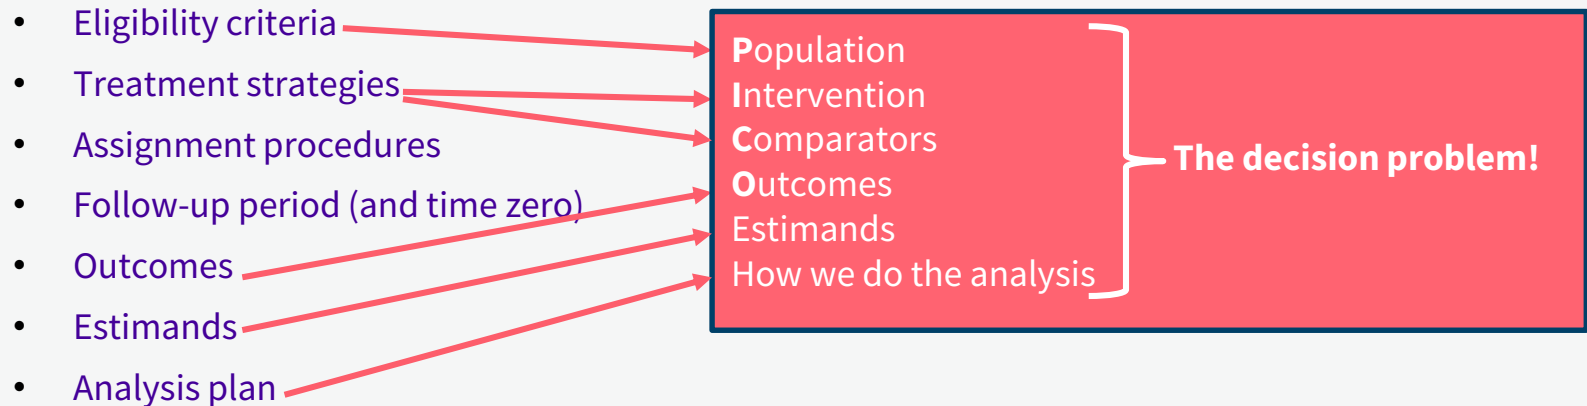 • Eligibility criteria
• Treatment strategies
• Assignment procedures
• Follow-up period (and time zero)
• Outcomes
• Estimands
• Analysis plan
Population
Intervention
Comparators
Outcomes
Estimands
How we do the analysis
The decision problem!